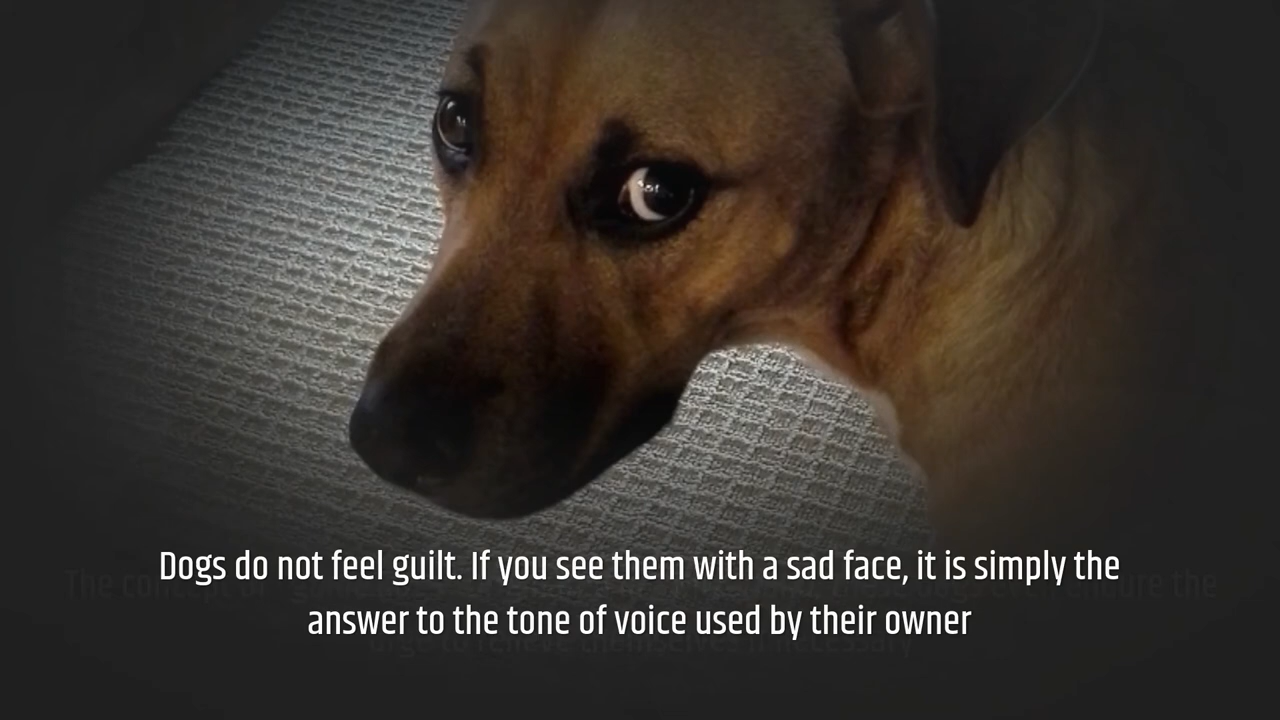 Dogs do not feel guilt. If you see them with a sad face, it is simply the
answer to the tone of voice used by their owner